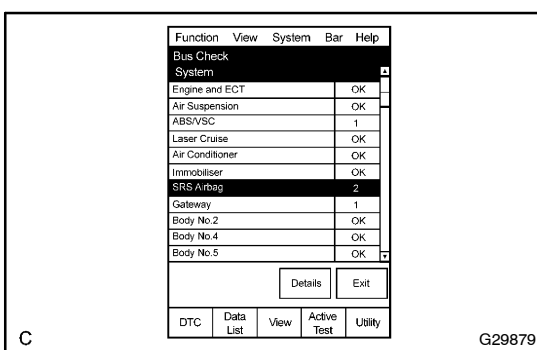 Function View System Bar Help
Bus Check
System
Engine and ECT OK
Air Suspension OK
ABS/VSC 1
Laser Cruise OK
Air Conditioner OK
Immobiliser OK
SRS Airbag 2
Gateway 1
Body No.2 OK
Body No.4 OK
Body No.5 OK
Details Exit
DTC Data List View Active Test Utility
C G29879